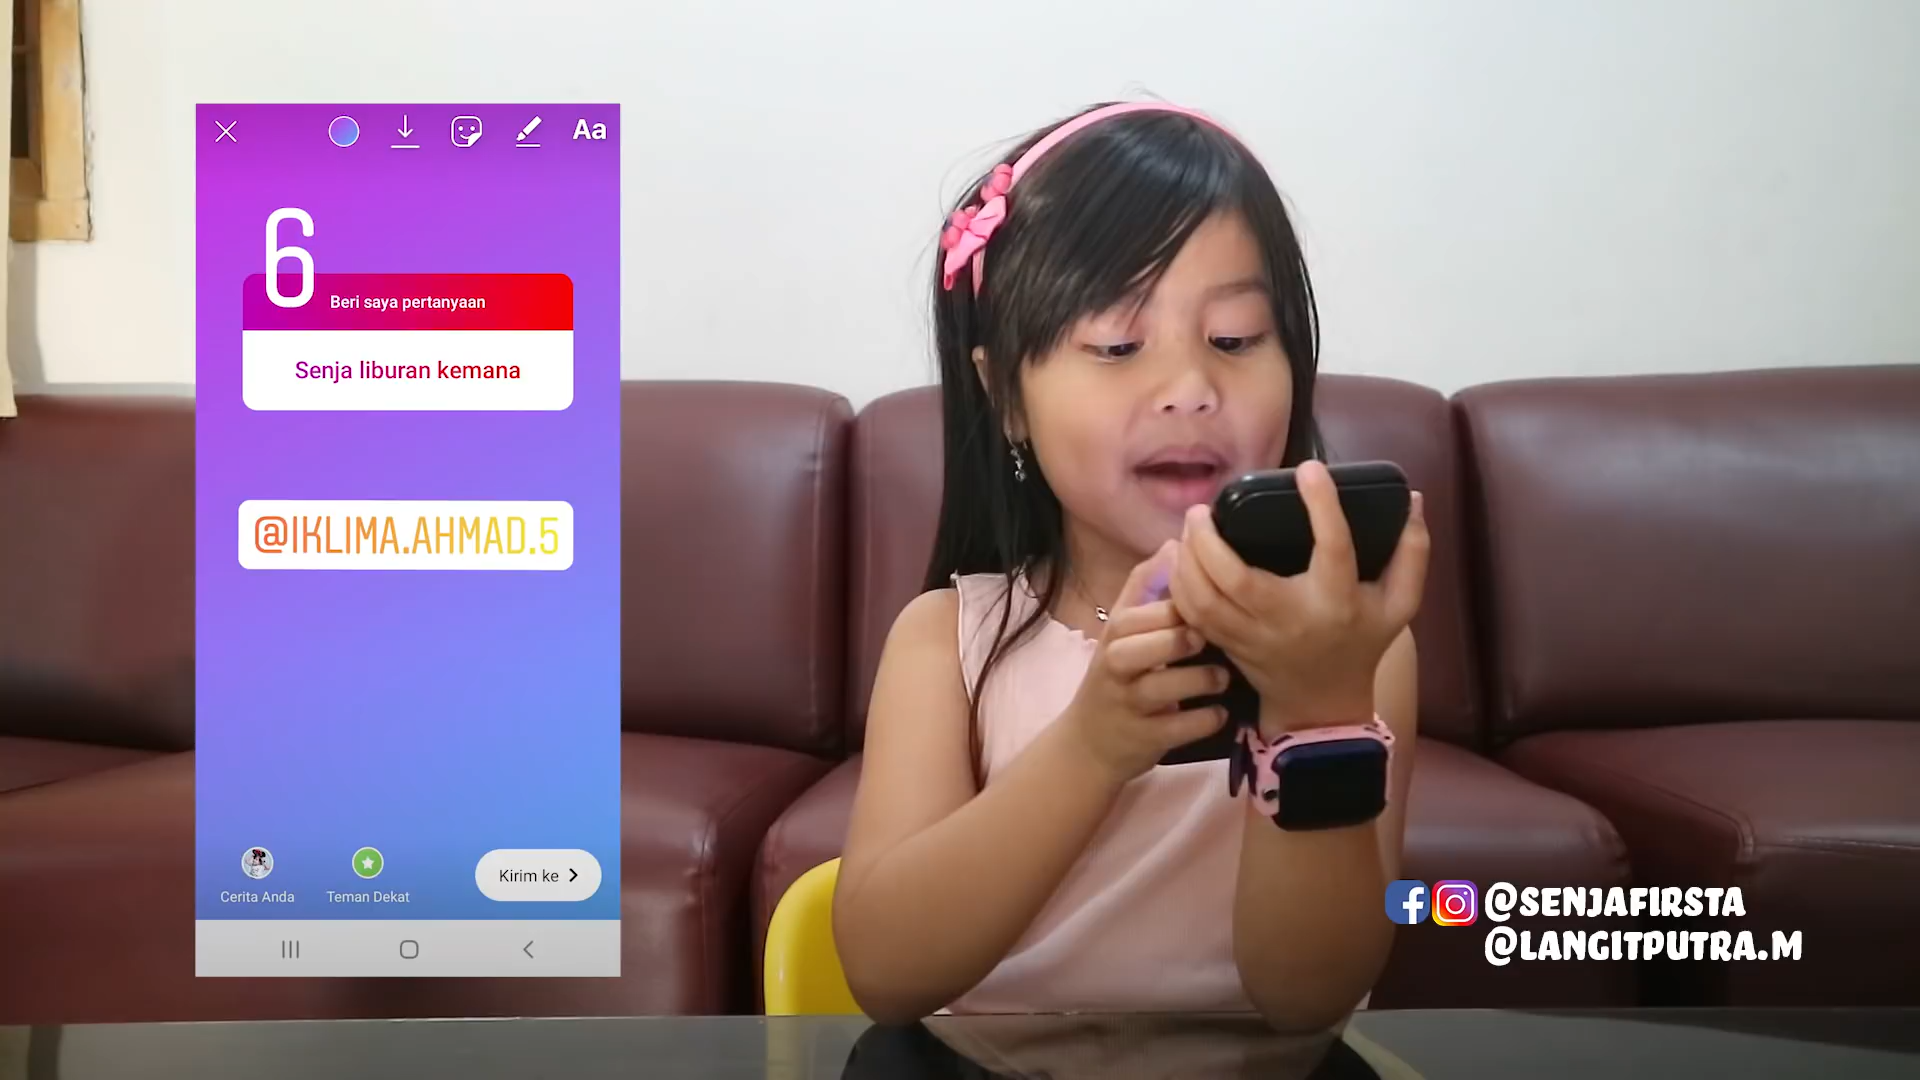 Aa
6
Beri saya pertanyaan
Senja liburan kemana
@IKLIMA.AHMAD.5
Cerita Anda
Teman Dekat
Kirim ke
@SENJAFIRSTA
@LANGITPUTRA.M